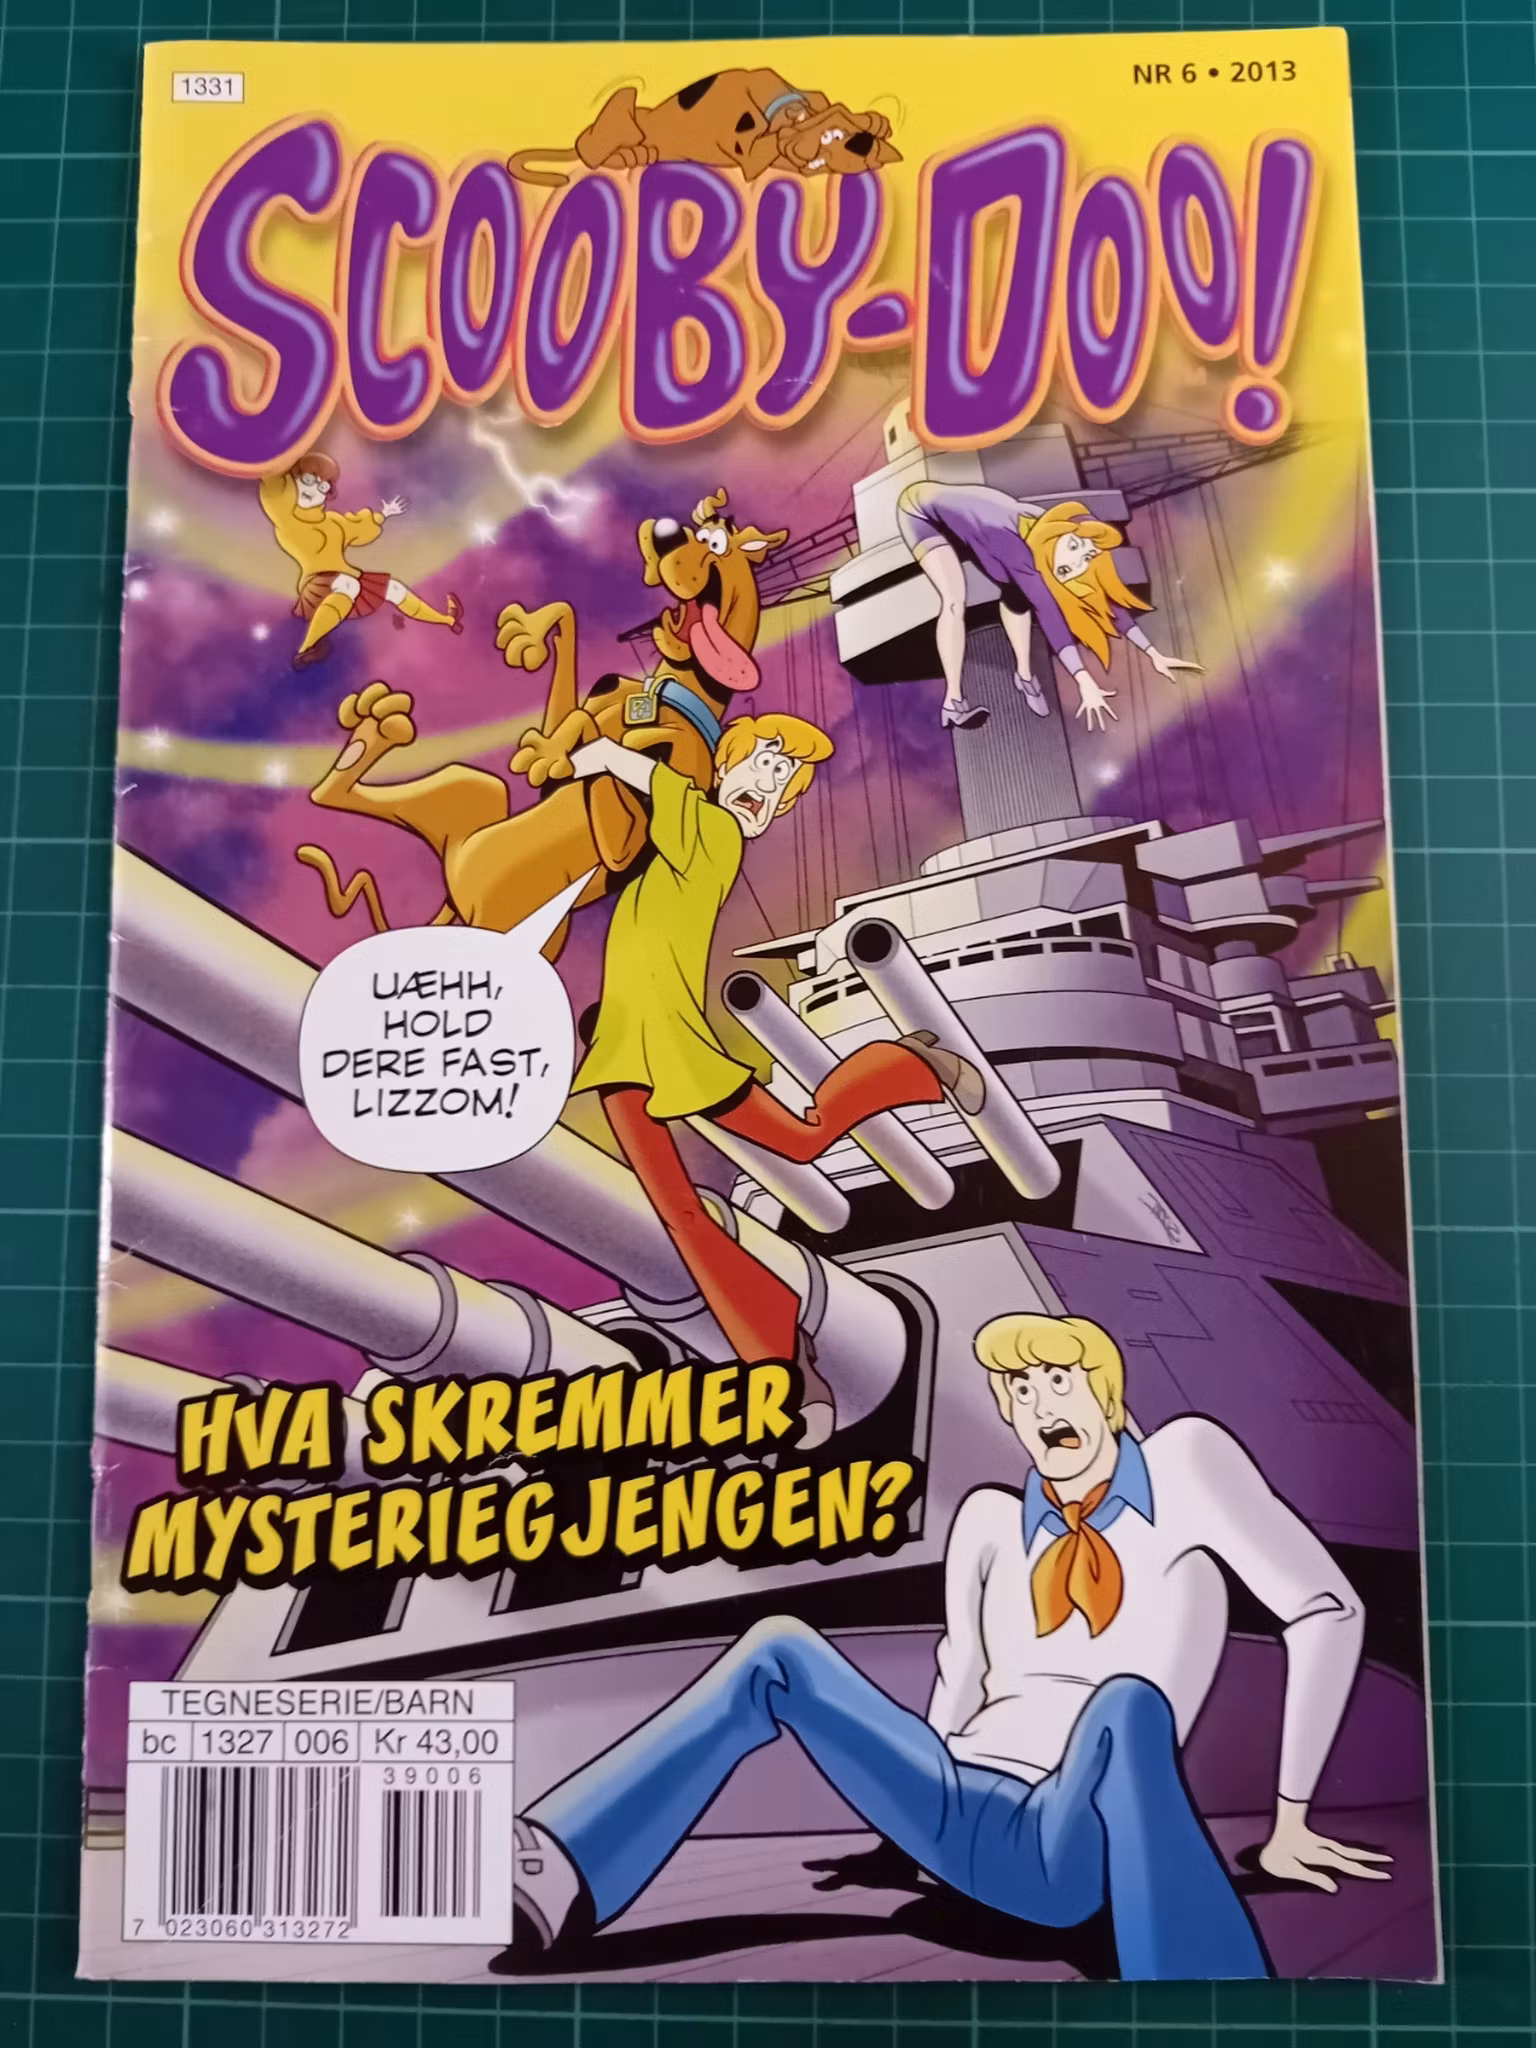 1331
NR 6 • 2013
SCOOBY-DOO!
UÆHH,
HOLD
DERE FAST,
LIZZOM!
HVA SKREMMER
MYSTERIEGJENGEN?
TEGNESERIE/BARN
bc 1327 006 Kr 43,00
39006
7 023060 313272